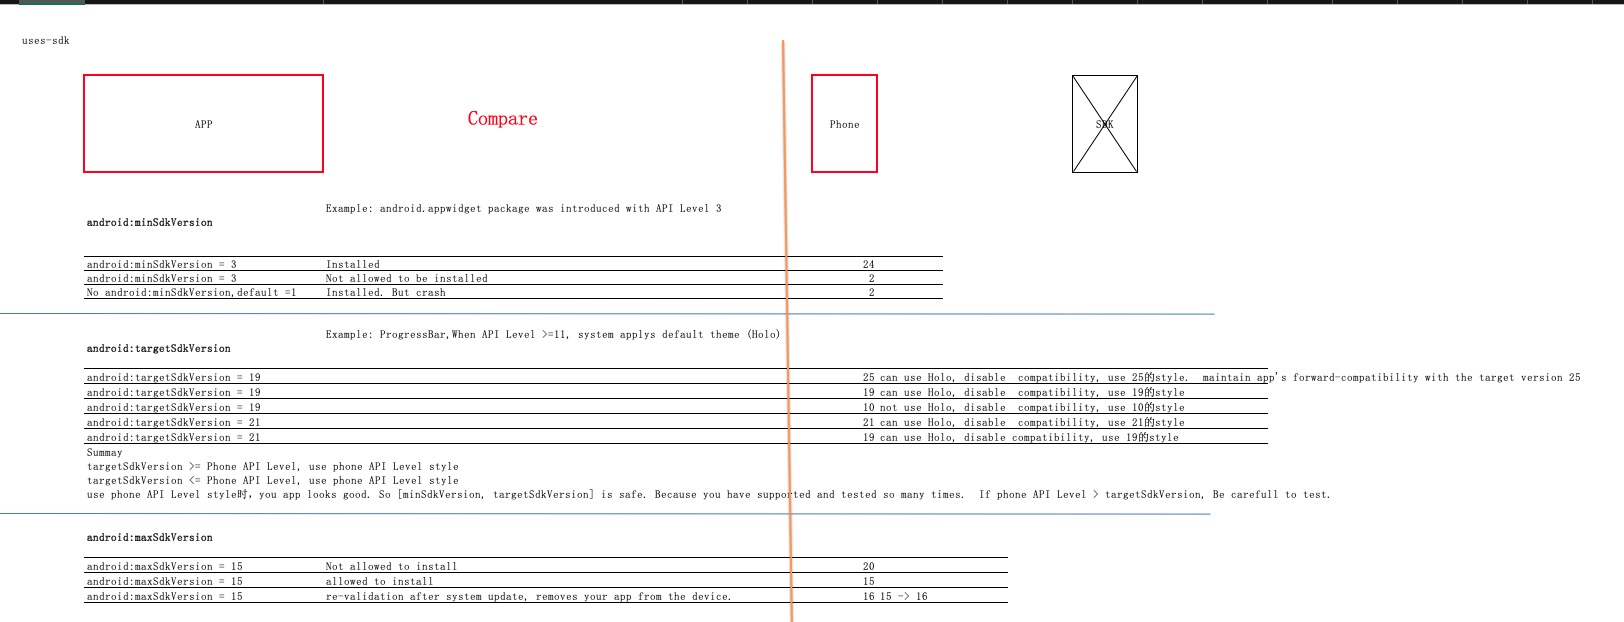 uses-sdk
APP Compare Phone SDK
Example: android.appwidget package was introduced with API Level 3
android:minSdkVersion
android:minSdkVersion = 3 Installed 24
android:minSdkVersion = 3 Not allowed to be installed 2
No android:minSdkVersion,default =1 Installed. But crash 2
Example: ProgressBar,When API Level >=11, system applys default theme (Holo)
android:targetSdkVersion
android:targetSdkVersion = 19 25 can use Holo, disable compatibility, use 25的style. maintain app's forward-compatibility with the target version 25
android:targetSdkVersion = 19 19 can use Holo, disable compatibility, use 19的style
android:targetSdkVersion = 19 10 not use Holo, disable compatibility, use 10的style
android:targetSdkVersion = 21 21 can use Holo, disable compatibility, use 21的style
android:targetSdkVersion = 21 19 can use Holo, disable compatibility, use 19的style
Summay
targetSdkVersion >= Phone API Level, use phone API Level style
targetSdkVersion <= Phone API Level, use phone API Level style
use phone API Level style时, you app looks good. So [minSdkVersion, targetSdkVersion] is safe. Because you have supported and tested so many times. If phone API Level > targetSdkVersion, Be carefull to test.
android:maxSdkVersion
android:maxSdkVersion = 15 Not allowed to install 20
android:maxSdkVersion = 15 allowed to install 15
android:maxSdkVersion = 15 re-validation after system update, removes your app from the device. 16 15 -> 16